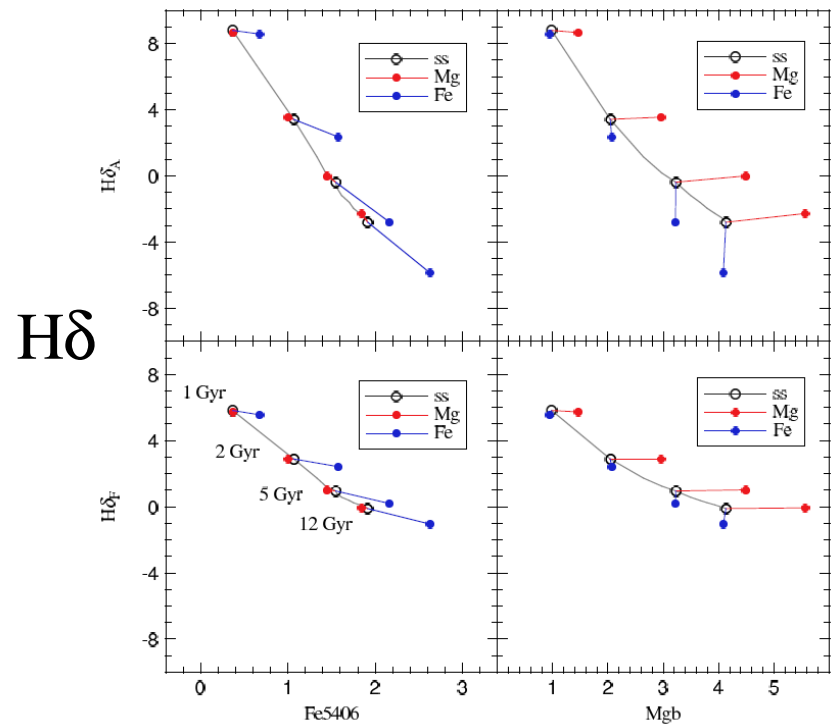 8
4
0
-4
-8
HδA
ss
Mg
Fe
ss
Mg
Fe
Hδ
8
4
0
-4
-8
HδF
1 Gyr
2 Gyr
5 Gyr
12 Gyr
ss
Mg
Fe
ss
Mg
Fe
0 1 2 3
Fe5406
1 2 3 4 5
Mgb